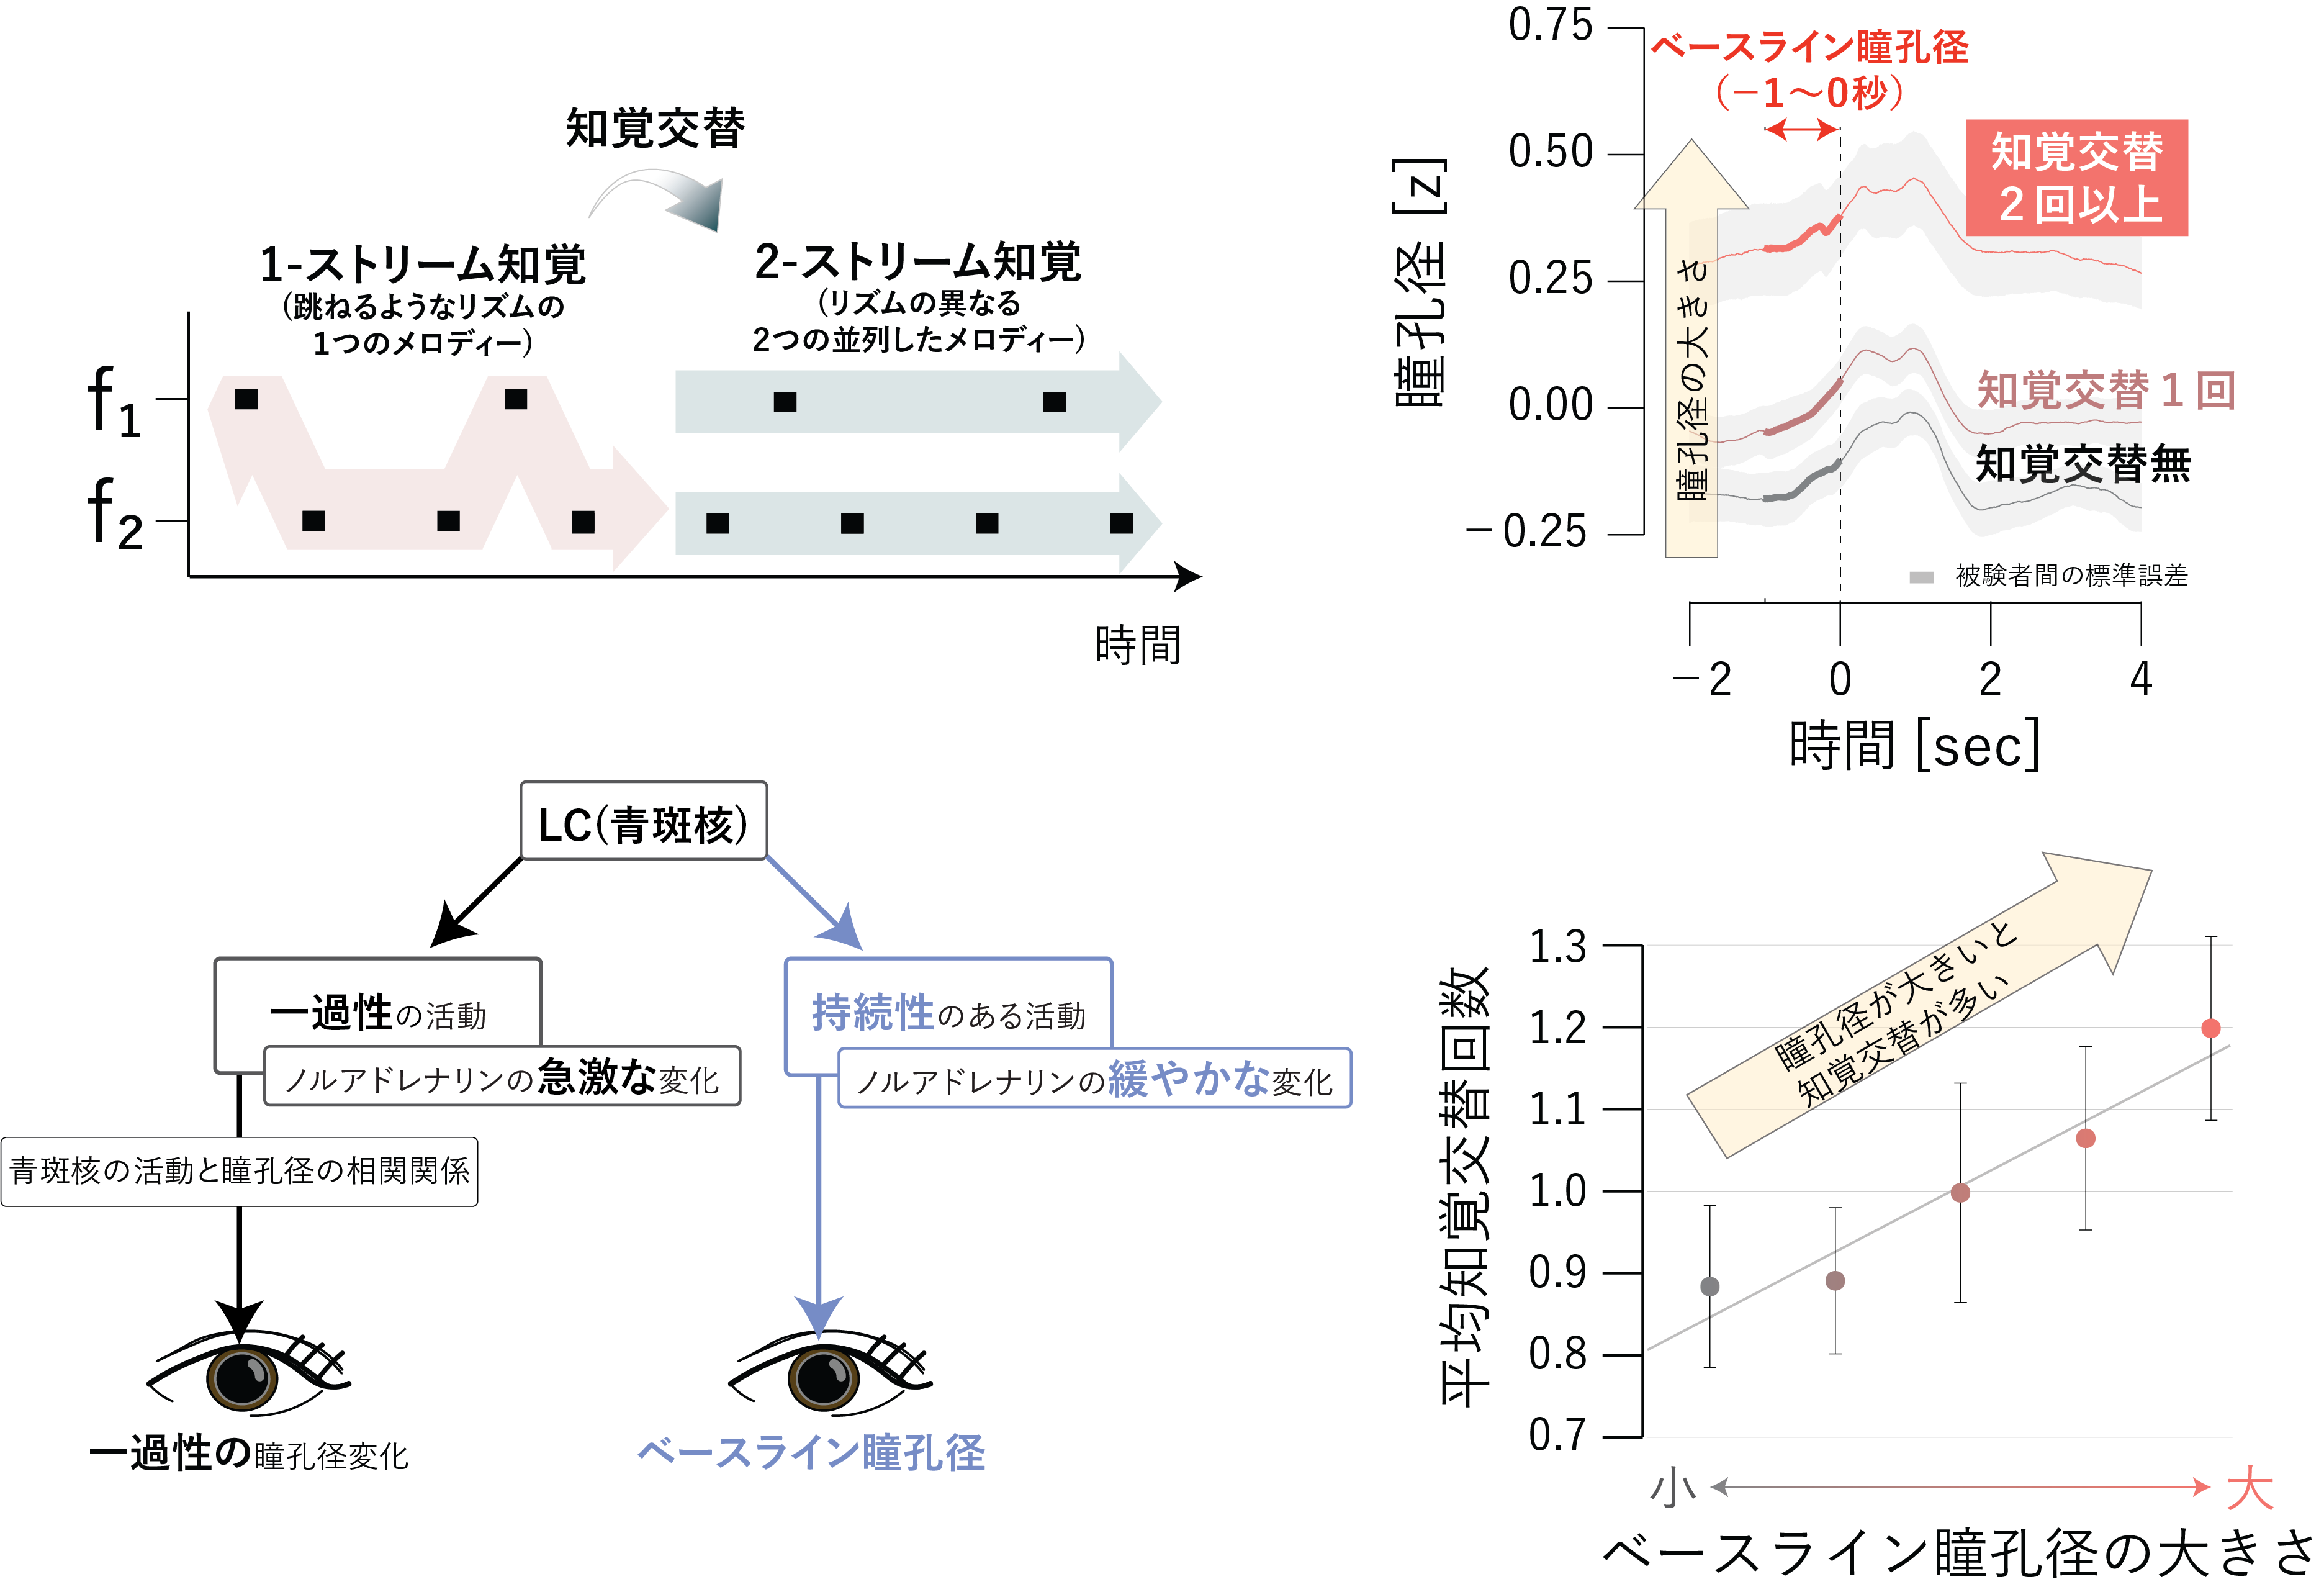 知覚交替
1-ストリーム知覚
(跳ねるようなリズムの
1つのメロディー)
2-ストリーム知覚
(リズムの異なる
2つの並列したメロディー)
f1
f2
時間
瞳孔径 [z]
0.75
0.50
0.25
0.00
−0.25
ベースライン瞳孔径
(−1〜0秒)
瞳孔径の大きさ
知覚交替
2回以上
知覚交替1回
知覚交替無
被験者間の標準誤差
−2
0
2
4
時間 [sec]
LC(青斑核)
一過性の活動
ノルアドレナリンの急激な変化
持続性のある活動
ノルアドレナリンの緩やかな変化
青斑核の活動と瞳孔径の相関関係
一過性の瞳孔径変化
ベースライン瞳孔径
平均知覚交替回数
1.3
1.2
1.1
1.0
0.9
0.8
0.7
瞳孔径が大きいと
知覚交替が多い
小
大
ベースライン瞳孔径の大きさ